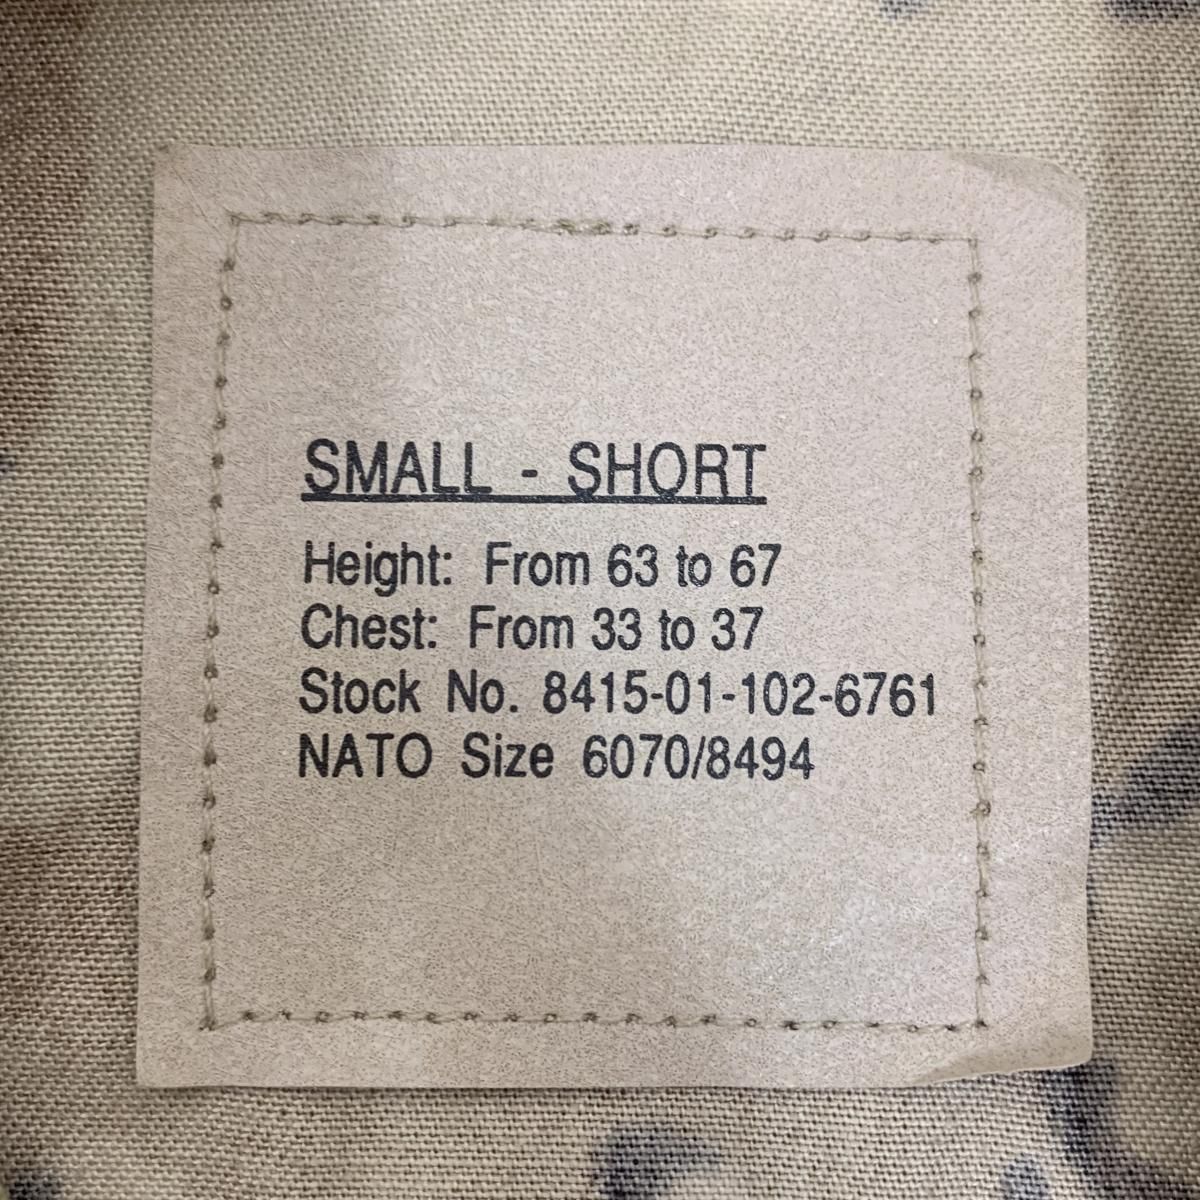 SMALL - SHORT
Height: From 63 to 67
Chest: From 33 to 37
Stock No. 8415-01-102-6761
NATO Size 6070/8494